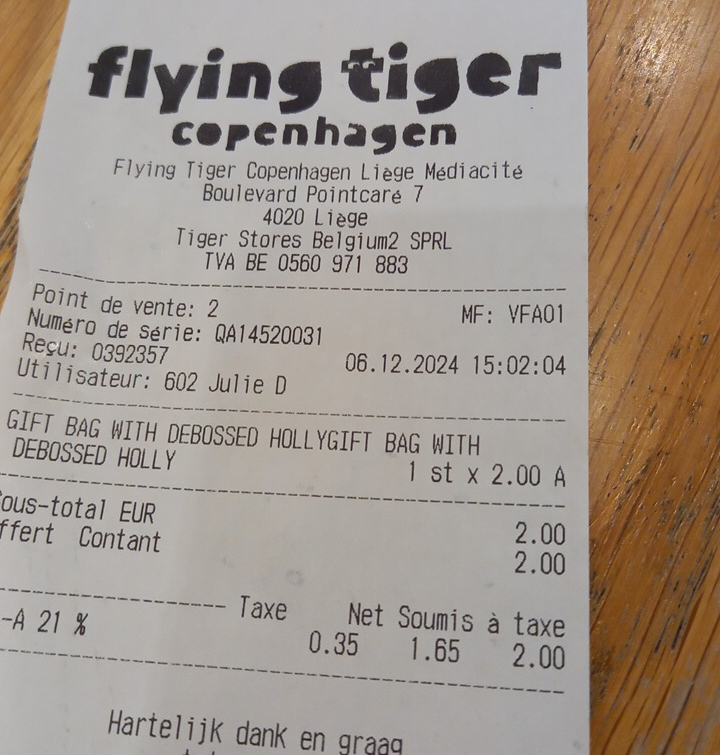 flying tiger
copenhagen
Flying Tiger Copenhagen Liège Médiacité
Boulevard Pointcaré 7
4020 Liège
Tiger Stores Belgium2 SPRL
TVA BE 0560 971 883
Point de vente: 2 MF: VFA01
Numéro de série: QA14520031
Reçu: 0392357 06.12.2024 15:02:04
Utilisateur: 602 Julie D
GIFT BAG WITH DEBOSSED HOLLYGIFT BAG WITH
DEBOSSED HOLLY 1 st x 2.00 A
ous-total EUR 2.00
ffert Contant 2.00
Taxe Net Soumis à taxe
-A 21 % 0.35 1.65 2.00
Hartelijk dank en graag